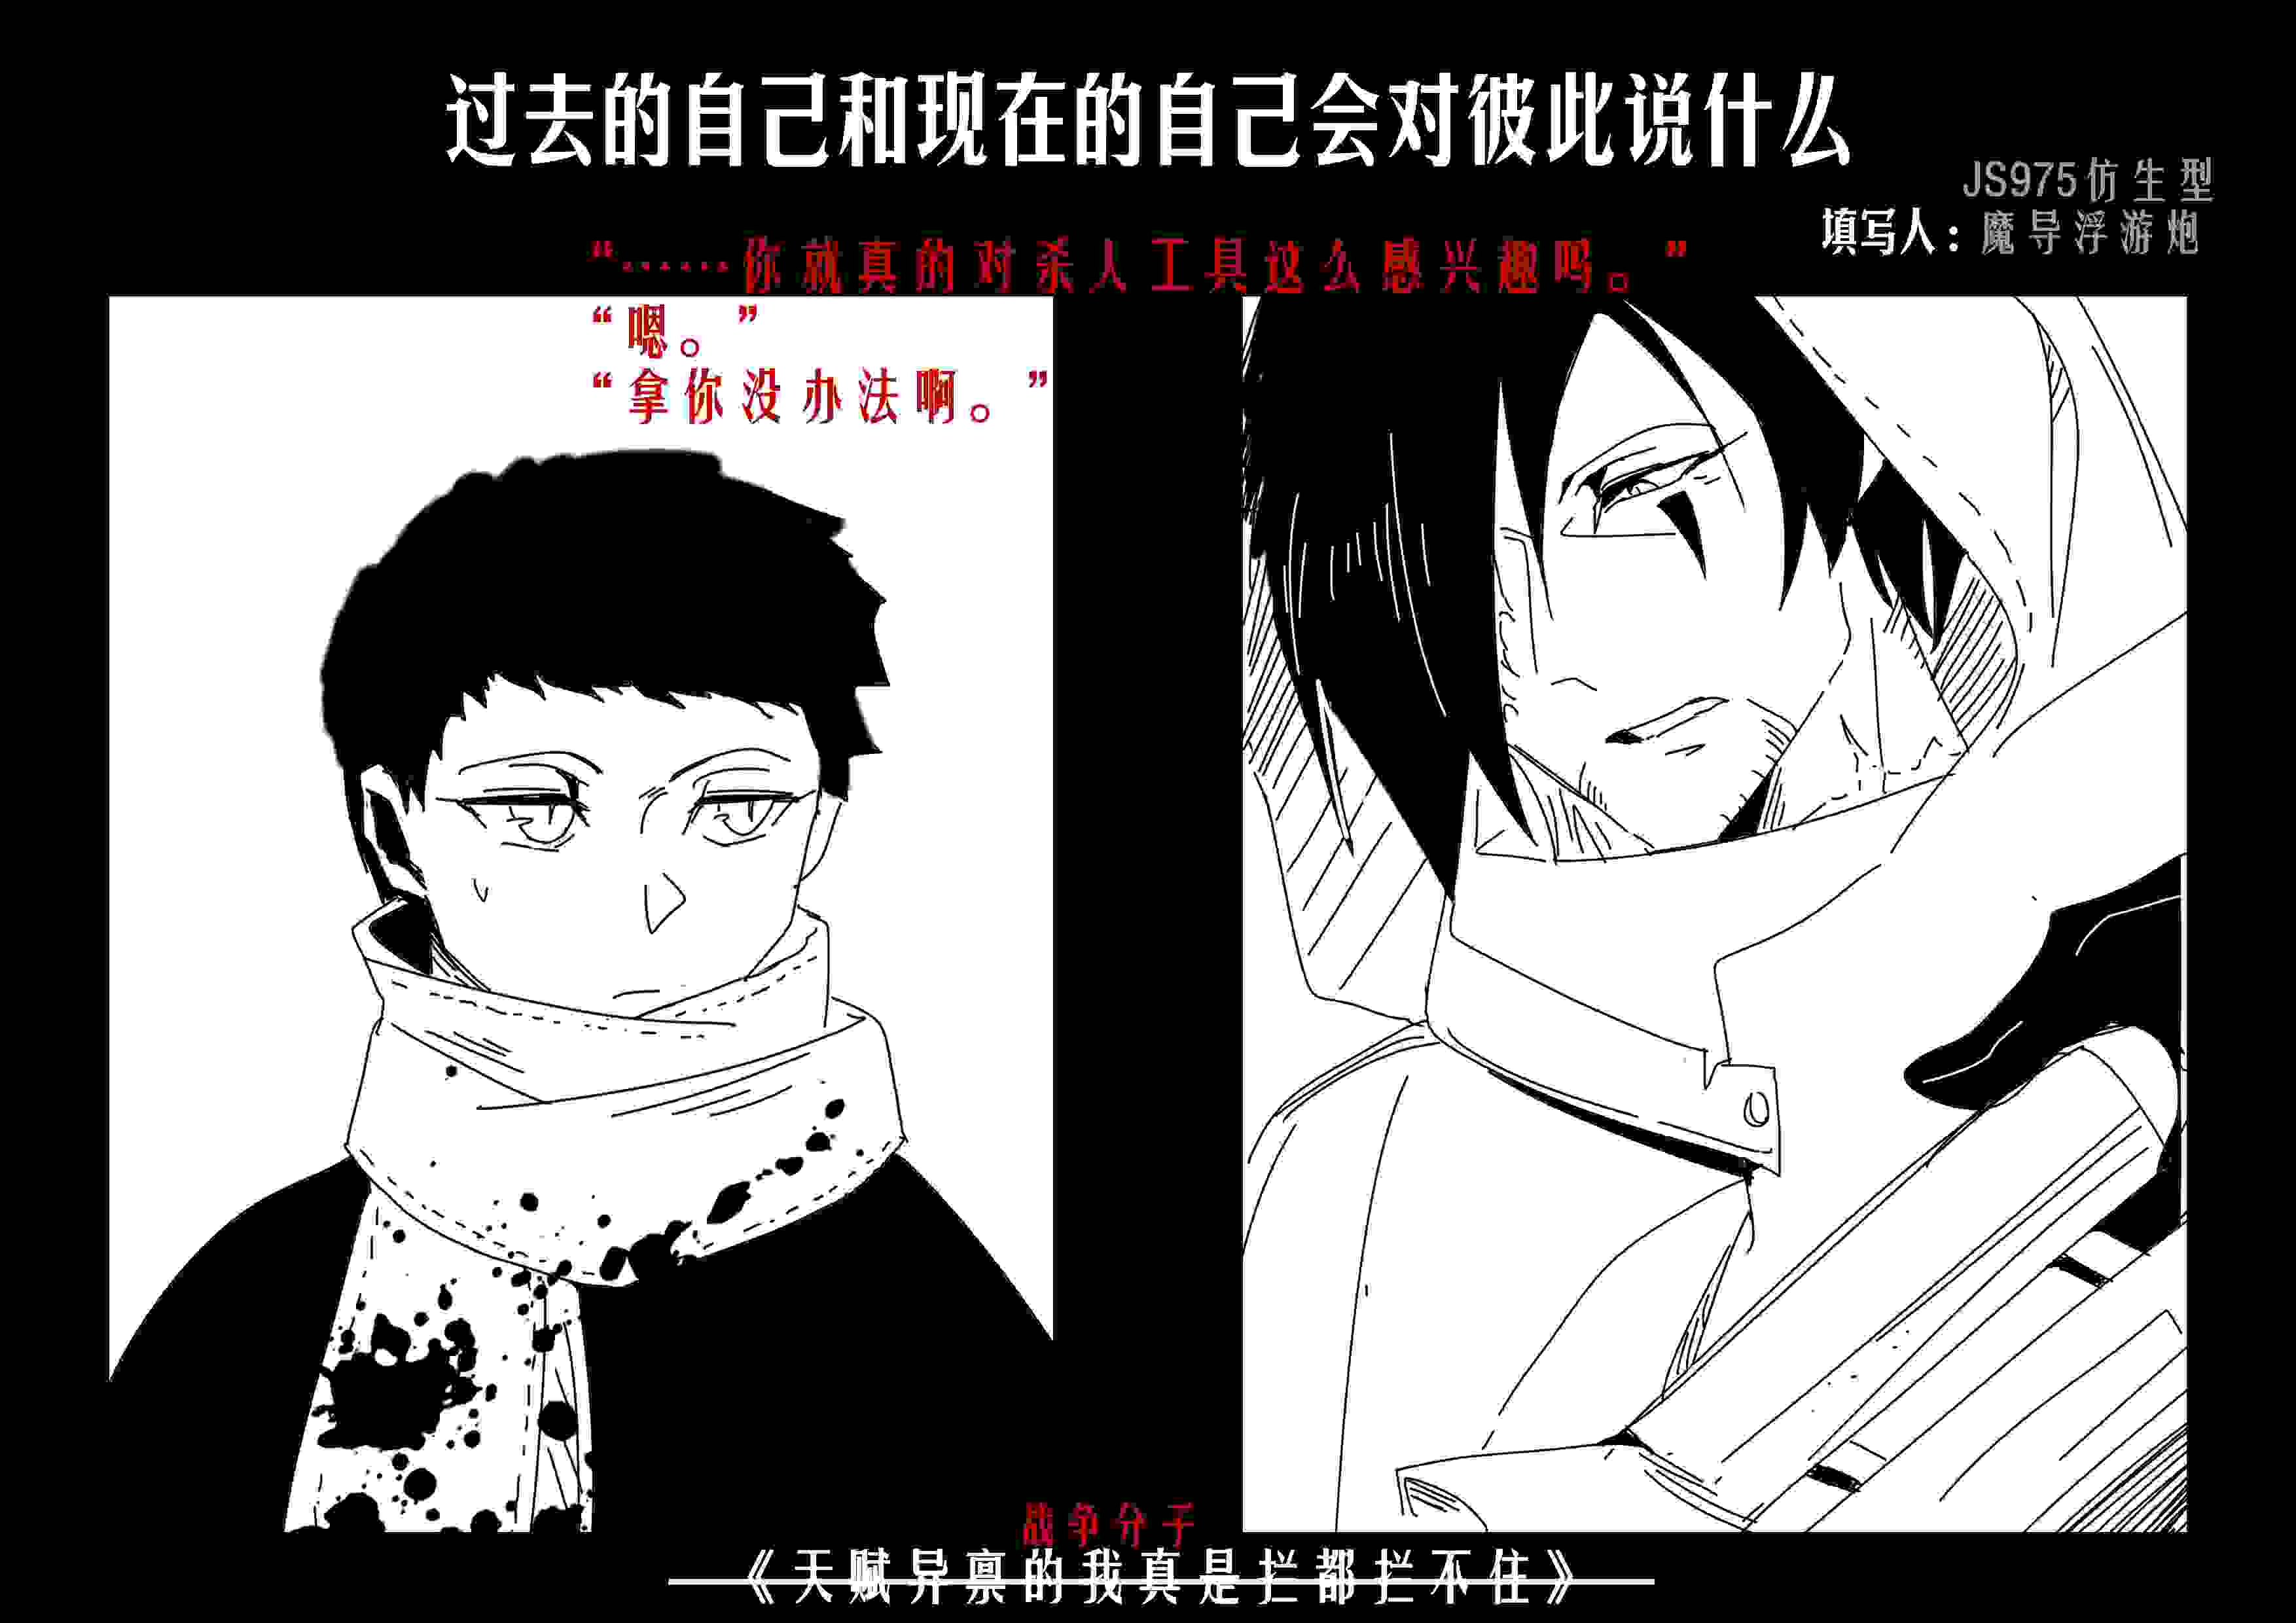 过去的自己和现在的自己会对彼此说什么
JS975仿生型
填写人：魔导浮游炮
“……你就真的对杀人工具这么感兴趣吗。”
“嗯。”
“拿你没办法啊。”
战争分子
《天赋异禀的我真是拦都拦不住》